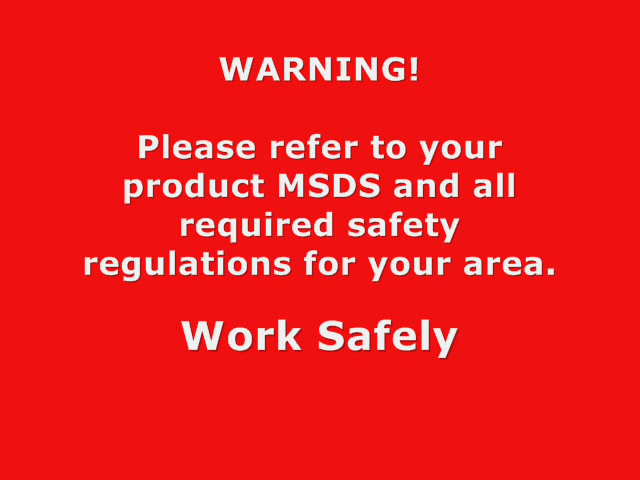 WARNING!
Please refer to your
product MSDS and all
required safety
regulations for your area.
Work Safely